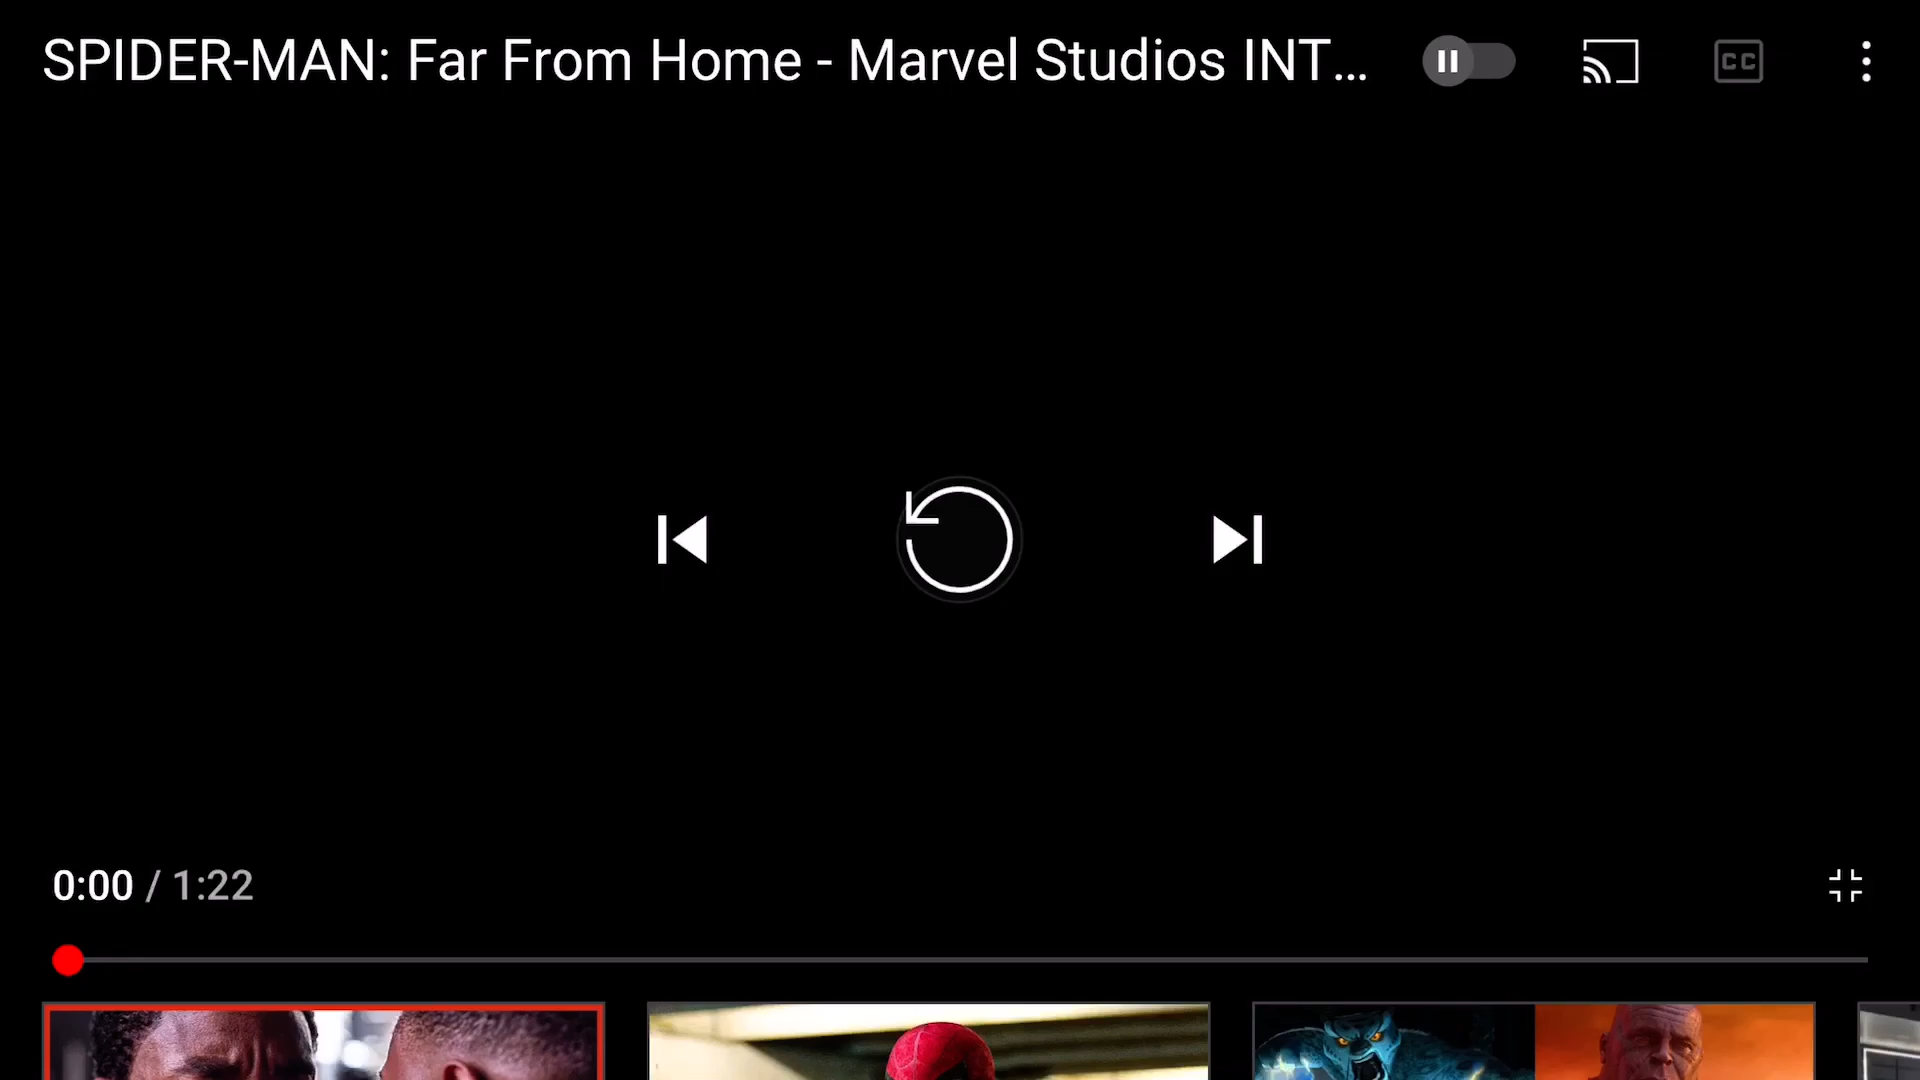 SPIDER-MAN: Far From Home - Marvel Studios INT...
CC
0:00 / 1:22